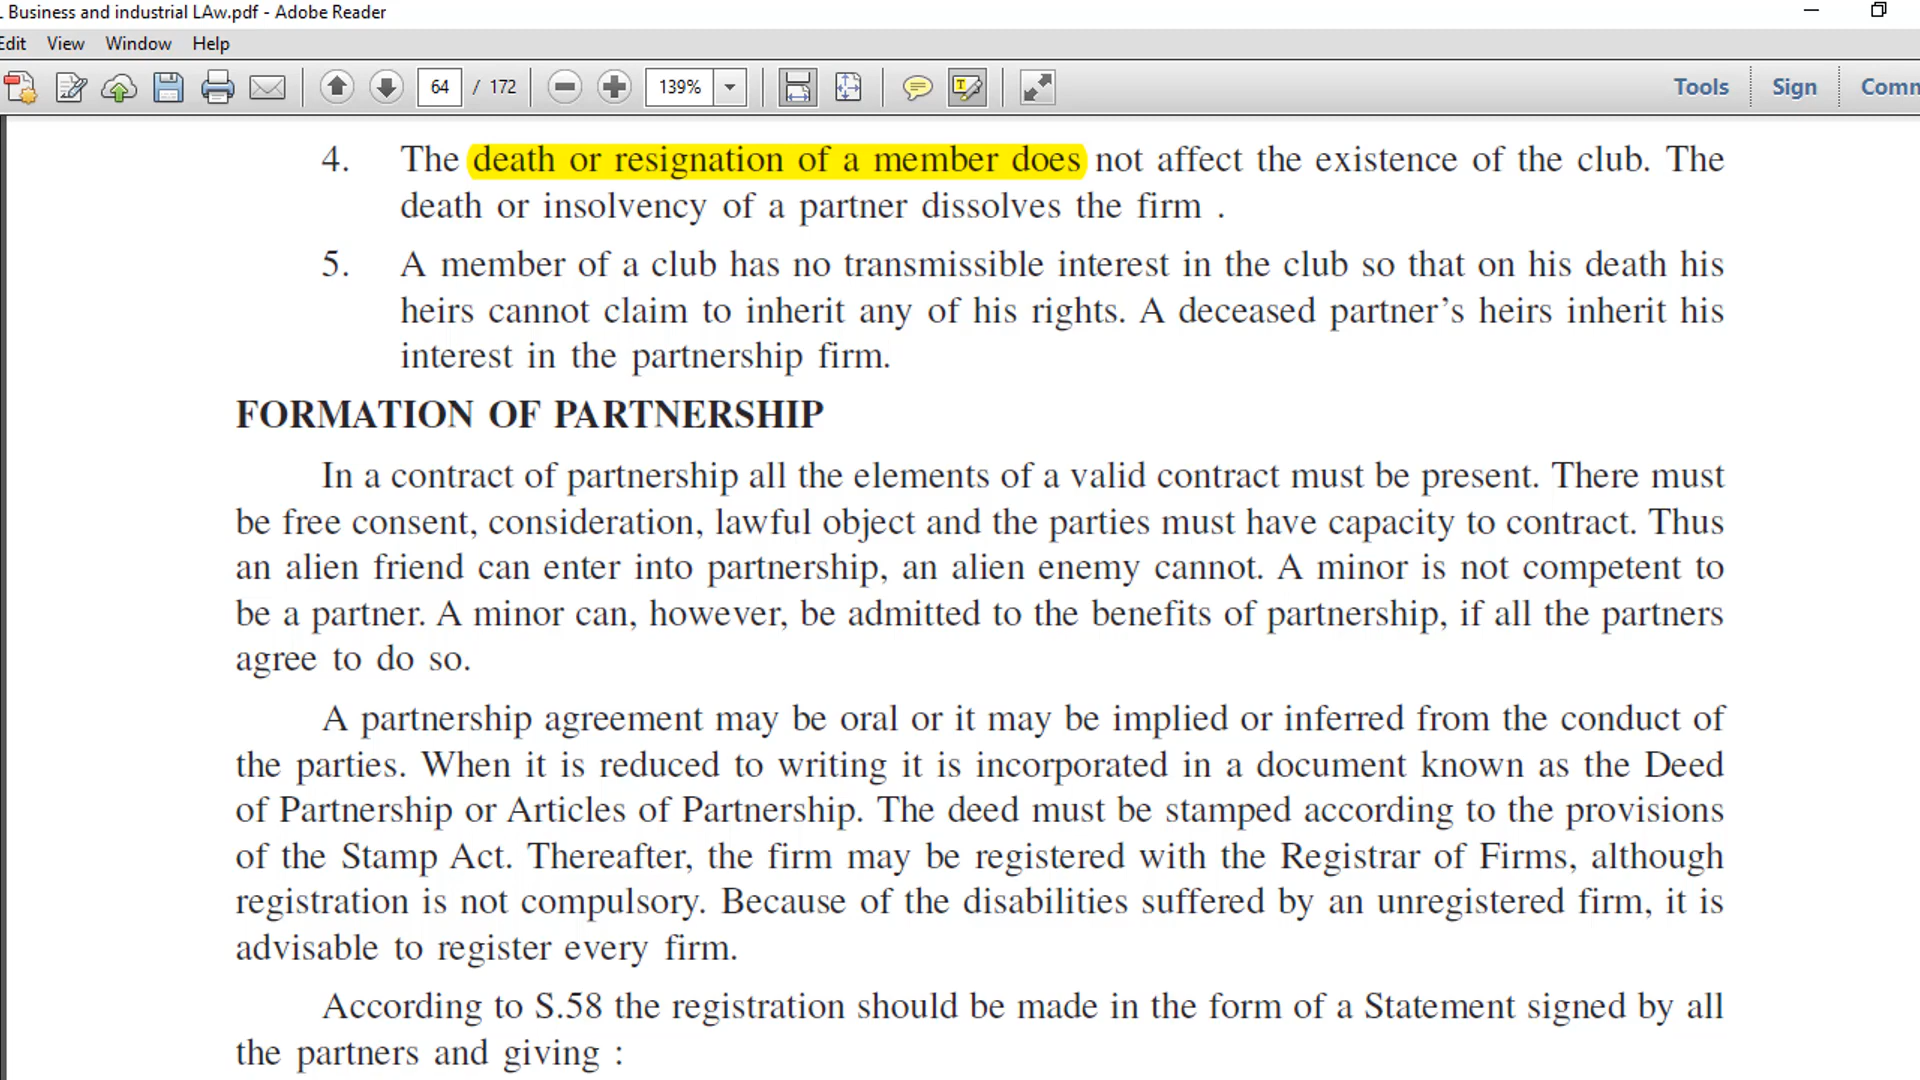 L Business and industrial LAw.pdf - Adobe Reader
Edit View Window Help
64 / 172 139% Tools Sign Comm
4. The death or resignation of a member does not affect the existence of the club. The
death or insolvency of a partner dissolves the firm .
5. A member of a club has no transmissible interest in the club so that on his death his
heirs cannot claim to inherit any of his rights. A deceased partner’s heirs inherit his
interest in the partnership firm.
FORMATION OF PARTNERSHIP
In a contract of partnership all the elements of a valid contract must be present. There must
be free consent, consideration, lawful object and the parties must have capacity to contract. Thus
an alien friend can enter into partnership, an alien enemy cannot. A minor is not competent to
be a partner. A minor can, however, be admitted to the benefits of partnership, if all the partners
agree to do so.
A partnership agreement may be oral or it may be implied or inferred from the conduct of
the parties. When it is reduced to writing it is incorporated in a document known as the Deed
of Partnership or Articles of Partnership. The deed must be stamped according to the provisions
of the Stamp Act. Thereafter, the firm may be registered with the Registrar of Firms, although
registration is not compulsory. Because of the disabilities suffered by an unregistered firm, it is
advisable to register every firm.
According to S.58 the registration should be made in the form of a Statement signed by all
the partners and giving :